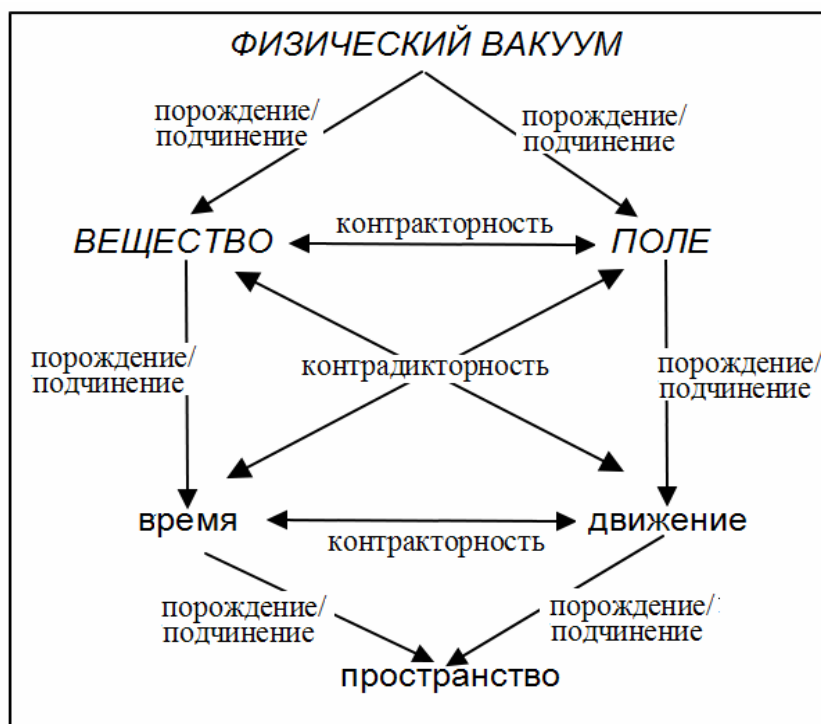 ФИЗИЧЕСКИЙ ВАКУУМ
порождение/
подчинение
порождение/
подчинение
ВЕЩЕСТВО
контракторность
ПОЛЕ
порождение/
подчинение
контрадикторность
порождение/
подчинение
время
контракторность
движение
порождение/
подчинение
порождение/
подчинение
пространство